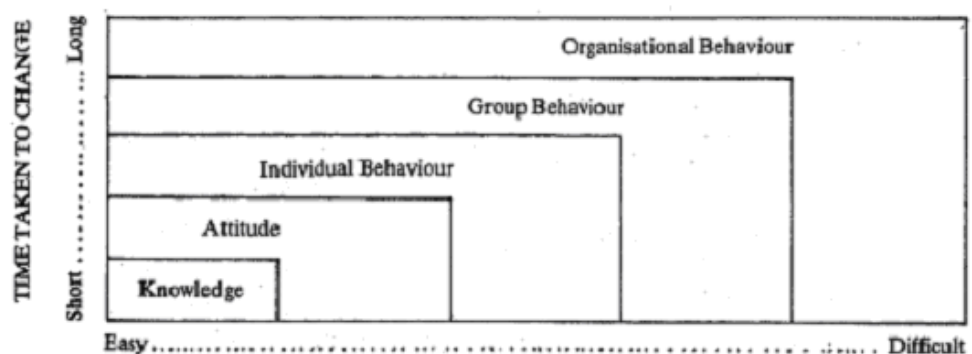 TIME TAKEN TO CHANGE
Short ............ Long
Organisational Behaviour
Group Behaviour
Individual Behaviour
Attitude
Knowledge
Easy ............ Difficult